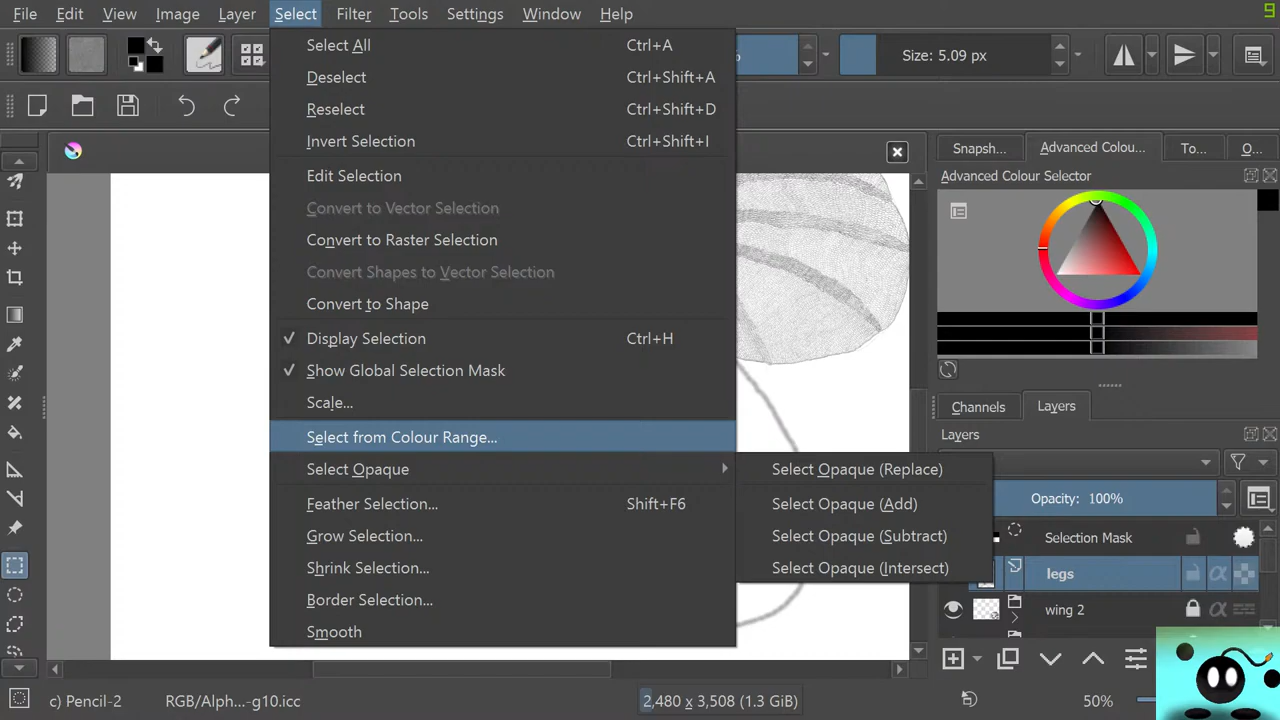 File Edit View Image Layer Select Filter Tools Settings Window Help
9
% Size: 5.09 px
Select All Ctrl+A
Deselect Ctrl+Shift+A
Reselect Ctrl+Shift+D
Invert Selection Ctrl+Shift+I
Edit Selection
Convert to Vector Selection
Convert to Raster Selection
Convert Shapes to Vector Selection
Convert to Shape
Display Selection Ctrl+H
Show Global Selection Mask
Scale...
Select from Colour Range...
Select Opaque
Feather Selection... Shift+F6
Grow Selection...
Shrink Selection...
Border Selection...
Smooth
Select Opaque (Replace)
Select Opaque (Add)
Select Opaque (Subtract)
Select Opaque (Intersect)
Snapsh... Advanced Colou... To... O...
Advanced Colour Selector
Channels Layers
Layers
Opacity: 100%
Selection Mask
legs
wing 2
c) Pencil-2 RGB/Alph...-g10.icc 2,480 x 3,508 (1.3 GiB) 50%